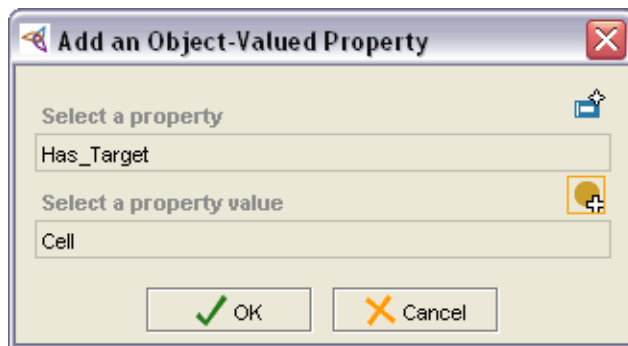 Add an Object-Valued Property
Select a property
Has_Target
Select a property value
Cell
OK Cancel